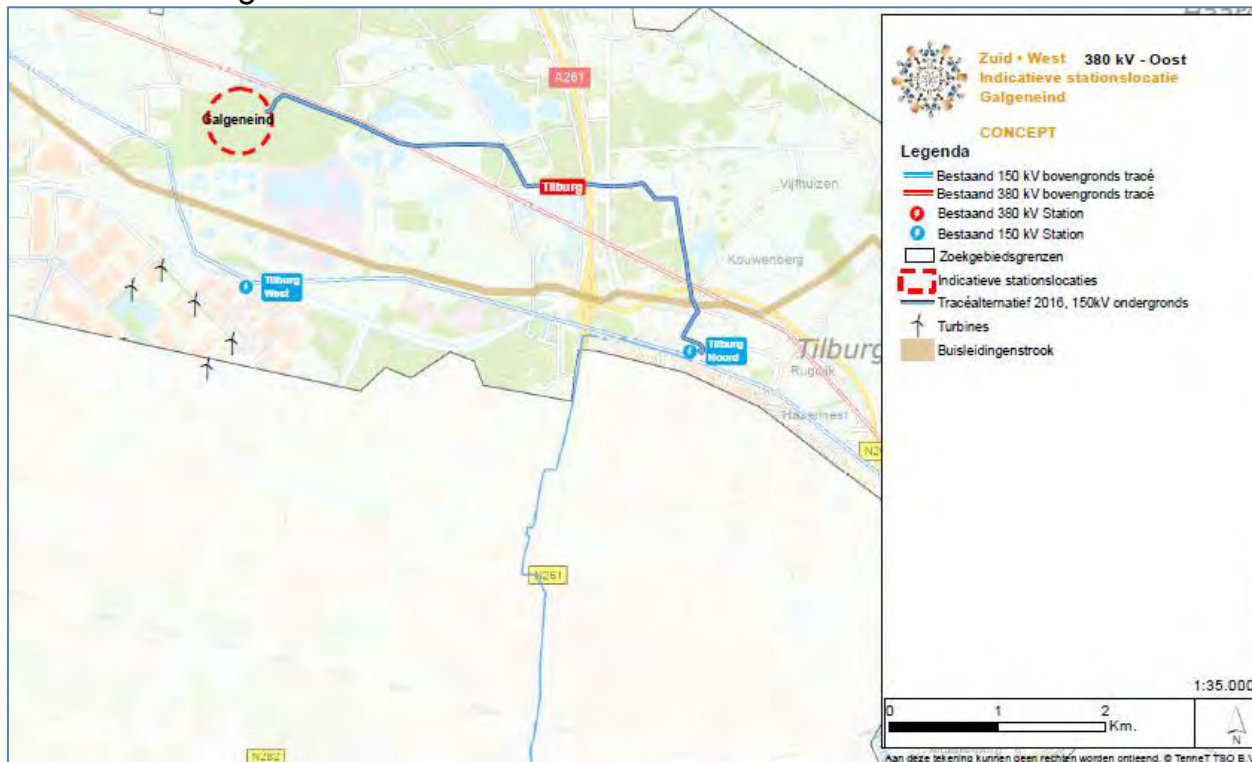 A261
Galgeneind
Vijfhuizen
Tilburg
Kouwenberg
Tilburg
West
Tilburg
Noord
Tilburg
Rugdijk
Hasennest
N261
N282
Zuid • West 380 kV - Oost
Indicatieve stationslocatie
Galgeneind
CONCEPT
Legenda
Bestaand 150 kV bovengronds tracé
Bestaand 380 kV bovengronds tracé
Bestaand 380 kV Station
Bestaand 150 kV Station
Zoekgebiedsgrenzen
Indicatieve stationslocaties
Tracéalternatief 2016, 150kV ondergronds
Turbines
Buisleidingenstrook
1:35.000
0 1 2
Km.
N
Aan deze tekening kunnen geen rechten worden ontleend. © TenneT TSO B.V.